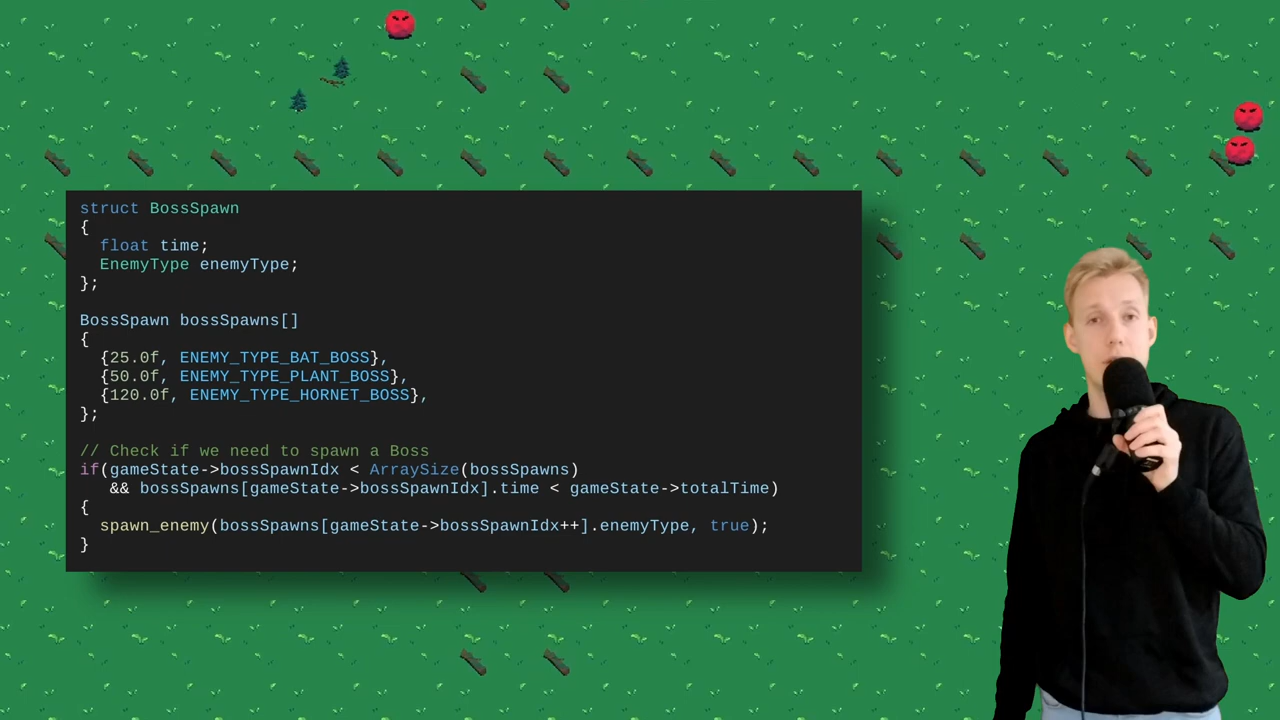 struct BossSpawn
{
  float time;
  EnemyType enemyType;
};

BossSpawn bossSpawns[]
{
  {25.0f, ENEMY_TYPE_BAT_BOSS},
  {50.0f, ENEMY_TYPE_PLANT_BOSS},
  {120.0f, ENEMY_TYPE_HORNET_BOSS},
};

// Check if we need to spawn a Boss
if(gameState->bossSpawnIdx < ArraySize(bossSpawns)
   && bossSpawns[gameState->bossSpawnIdx].time < gameState->totalTime)
{
  spawn_enemy(bossSpawns[gameState->bossSpawnIdx++].enemyType, true);
}